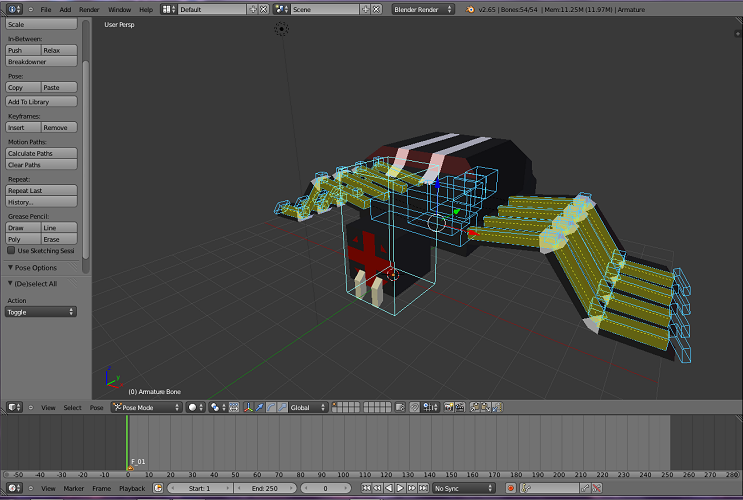 File Add Render Window Help Default Scene Blender Render v2.65 | Bones:54/54 | Mem:11.25M (11.97M) | Armature
Scale
User Persp
In-Between:
Push Relax
Breakdowner
Pose:
Copy Paste
Add To Library
Keyframes:
Insert Remove
Motion Paths:
Calculate Paths
Clear Paths
Repeat:
Repeat Last
History...
Grease Pencil:
Draw Line
Poly Erase
Use Sketching Sessi
Pose Options
(De)select All
Action
Toggle
(0) Armature Bone
View Select Pose Pose Mode Global
F_01
-50 -40 -30 -20 -10 0 10 20 30 40 50 60 70 80 90 100 110 120 130 140 150 160 170 180 190 200 210 220 230 240 250 260 270 280
View Marker Frame Playback Start: 1 End: 250 0 No Sync